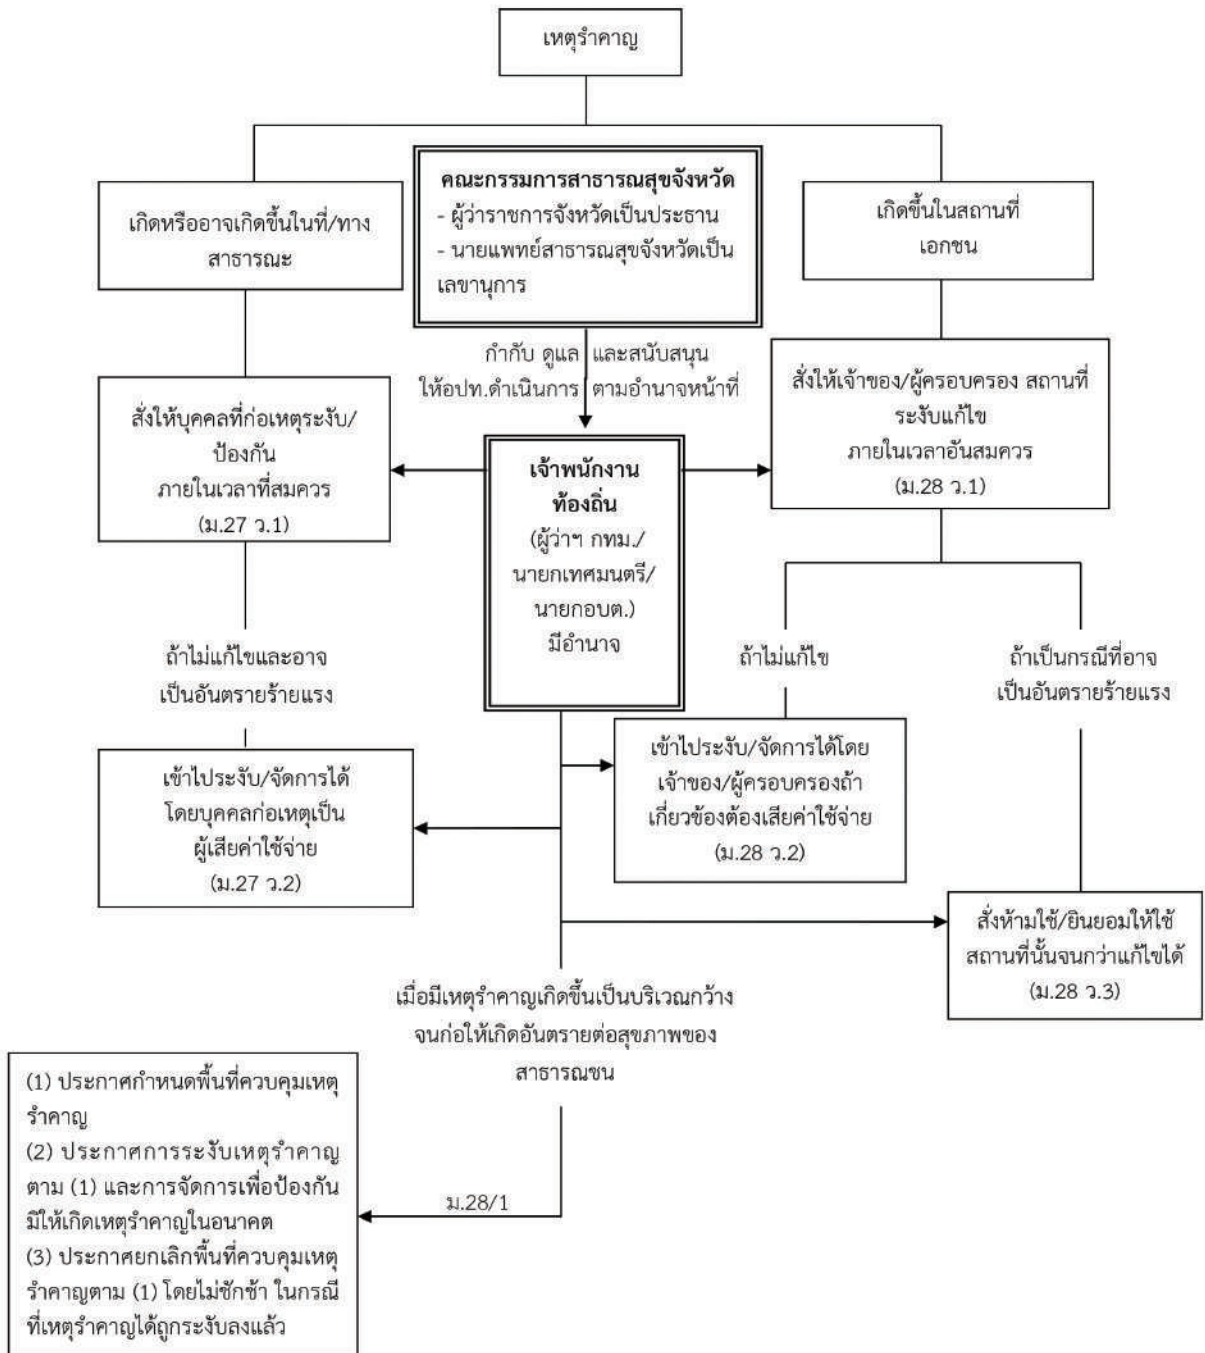 เหตุรำคาญ
คณะกรรมการสาธารณสุขจังหวัด
- ผู้ว่าราชการจังหวัดเป็นประธาน
- นายแพทย์สาธารณสุขจังหวัดเป็น
เลขานุการ
เกิดหรืออาจเกิดขึ้นในที่/ทาง
สาธารณะ
เกิดขึ้นในสถานที่
เอกชน
กำกับ ดูแล และสนับสนุน
ให้อปท.ดำเนินการ ตามอำนาจหน้าที่
สั่งให้บุคคลที่ก่อเหตุระงับ/
ป้องกัน
ภายในเวลาที่สมควร
(ม.27 ว.1)
เจ้าพนักงาน
ท้องถิ่น
(ผู้ว่าฯ กทม./
นายกเทศมนตรี/
นายกอบต.)
มีอำนาจ
สั่งให้เจ้าของ/ผู้ครอบครอง สถานที่
ระงับแก้ไข
ภายในเวลาอันสมควร
(ม.28 ว.1)
ถ้าไม่แก้ไขและอาจ
เป็นอันตรายร้ายแรง
ถ้าไม่แก้ไข
ถ้าเป็นกรณีที่อาจ
เป็นอันตรายร้ายแรง
เข้าไประงับ/จัดการได้
โดยบุคคลก่อเหตุเป็น
ผู้เสียค่าใช้จ่าย
(ม.27 ว.2)
เข้าไประงับ/จัดการได้โดย
เจ้าของ/ผู้ครอบครองถ้า
เกี่ยวข้องต้องเสียค่าใช้จ่าย
(ม.28 ว.2)
สั่งห้ามใช้/ยินยอมให้ใช้
สถานที่นั้นจนกว่าแก้ไขได้
(ม.28 ว.3)
เมื่อมีเหตุรำคาญเกิดขึ้นเป็นบริเวณกว้าง
จนก่อให้เกิดอันตรายต่อสุขภาพของ
สาธารณชน
ม.28/1
(1) ประกาศกำหนดพื้นที่ควบคุมเหตุ
รำคาญ
(2) ประกาศการระงับเหตุรำคาญ
ตาม (1) และการจัดการเพื่อป้องกัน
มิให้เกิดเหตุรำคาญในอนาคต
(3) ประกาศยกเลิกพื้นที่ควบคุมเหตุ
รำคาญตาม (1) โดยไม่ชักช้า ในกรณี
ที่เหตุรำคาญได้ถูกระงับลงแล้ว